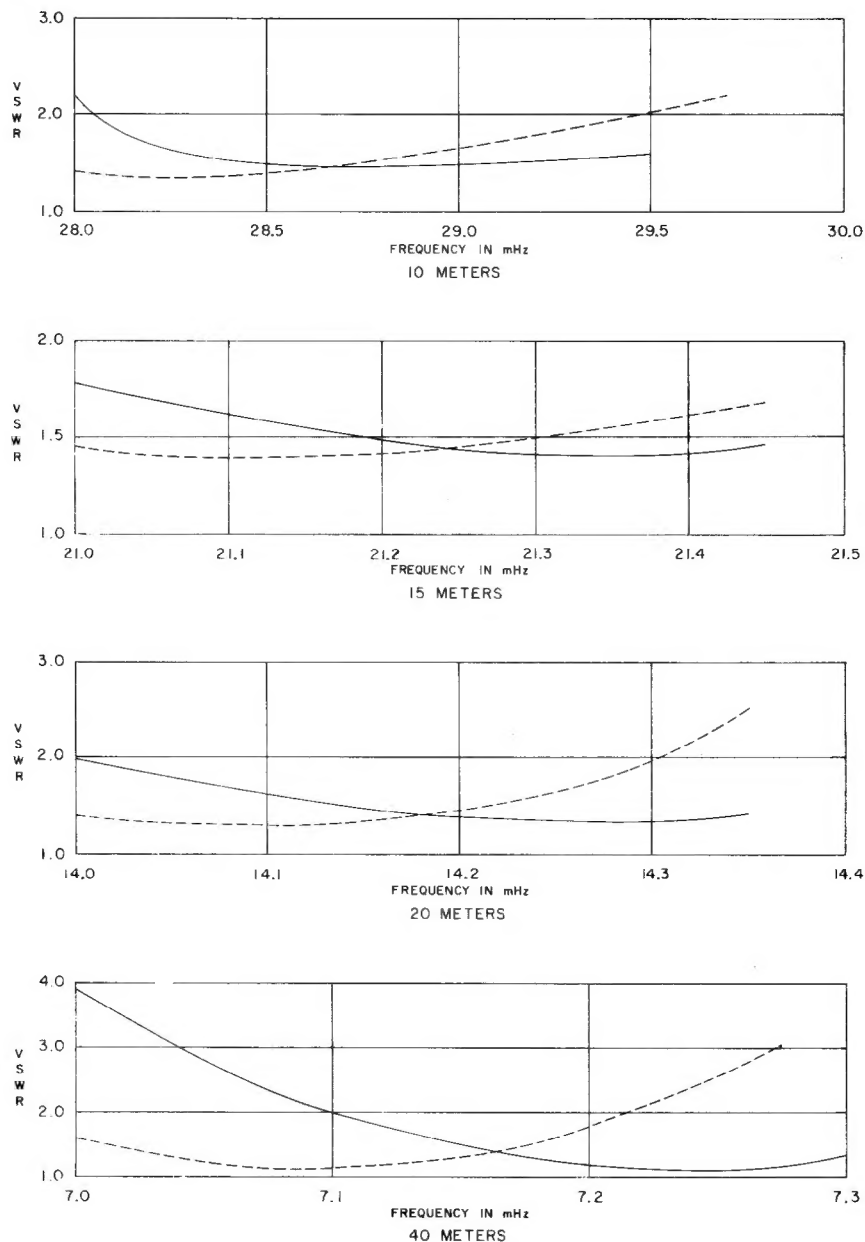 3.0
VSWR
2.0
1.0
28.0 28.5 29.0 29.5 30.0
FREQUENCY IN mHz
10 METERS
2.0
VSWR
1.5
1.0
21.0 21.1 21.2 21.3 21.4 21.5
FREQUENCY IN mHz
15 METERS
3.0
VSWR
2.0
1.0
14.0 14.1 14.2 14.3 14.4
FREQUENCY IN mHz
20 METERS
4.0
VSWR
3.0
2.0
1.0
7.0 7.1 7.2 7.3
FREQUENCY IN mHz
40 METERS